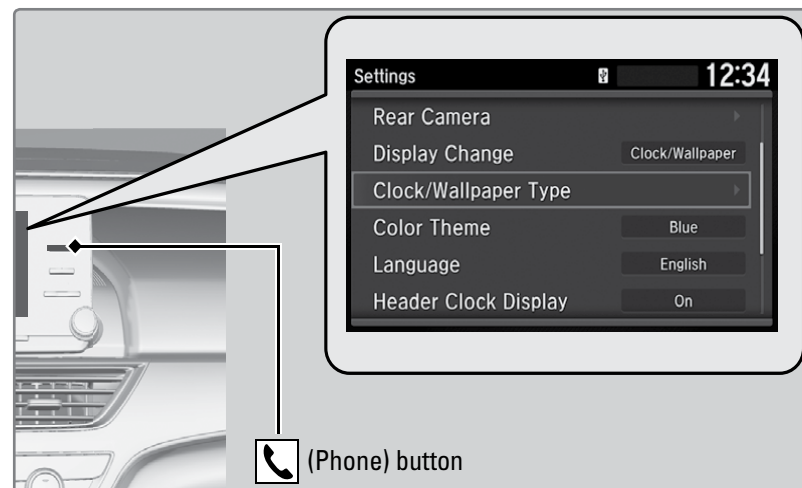 Settings 12:34
Rear Camera
Display Change Clock/Wallpaper
Clock/Wallpaper Type
Color Theme Blue
Language English
Header Clock Display On
(Phone) button